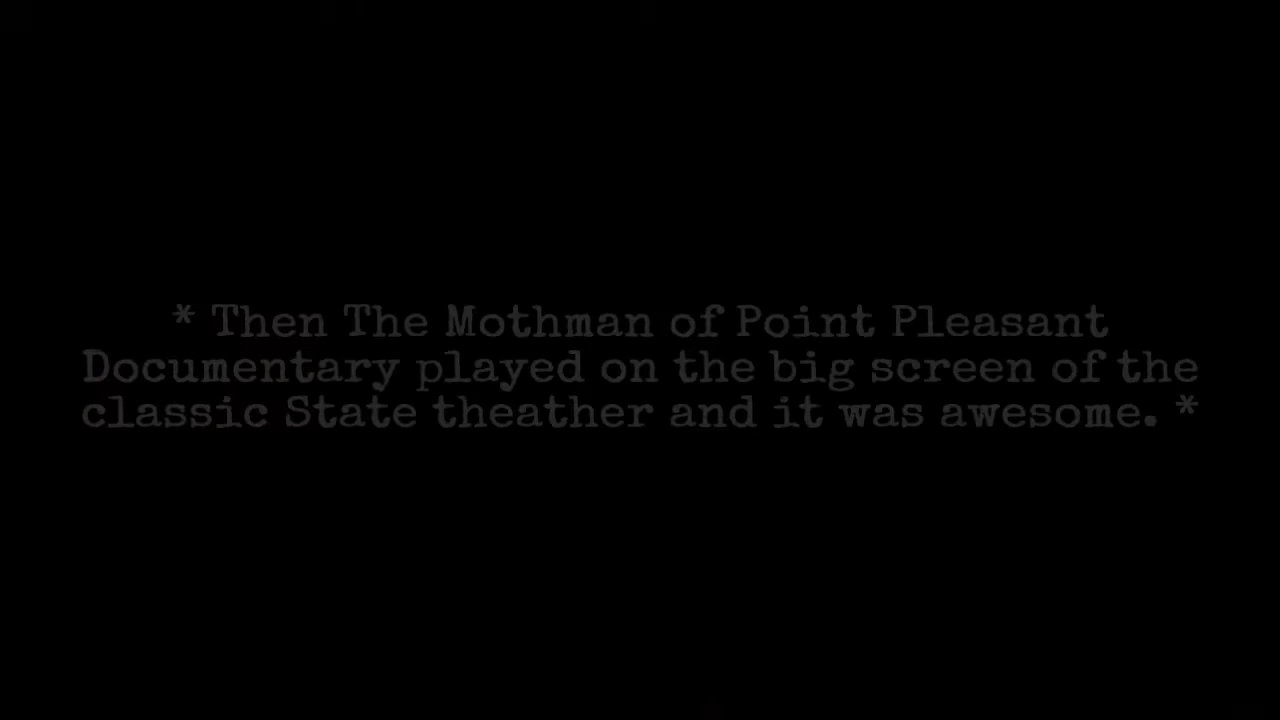 * Then The Mothman of Point Pleasant
Documentary played on the big screen of the
classic State theather and it was awesome. *